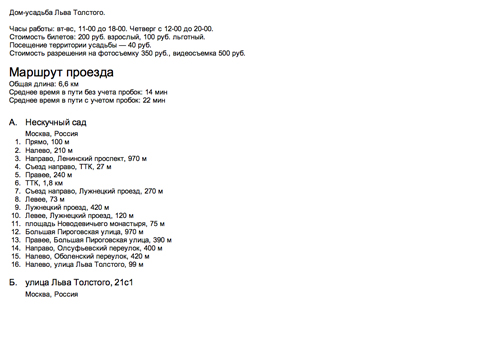 Дом-усадьба Льва Толстого.
Часы работы: вт-вс, 11-00 до 18-00. Четверг с 12-00 до 20-00.
Стоимость билетов: 200 руб. взрослый, 100 руб. льготный.
Посещение территории усадьбы — 40 руб.
Стоимость разрешения на фотосъемку 350 руб., видеосъемка 500 руб.
Маршрут проезда
Общая длина: 6,6 км
Среднее время в пути без учета пробок: 14 мин
Среднее время в пути с учетом пробок: 22 мин
А. Нескучный сад
Москва, Россия
1. Прямо, 100 м
2. Налево, 210 м
3. Направо, Ленинский проспект, 970 м
4. Съезд направо, ТТК, 27 м
5. Правее, 240 м
6. ТТК, 1,8 км
7. Съезд направо, Лужнецкий проезд, 270 м
8. Левее, 73 м
9. Лужнецкий проезд, 420 м
10. Левее, Лужнецкий проезд, 120 м
11. площадь Новодевичьего монастыря, 75 м
12. Большая Пироговская улица, 970 м
13. Правее, Большая Пироговская улица, 390 м
14. Направо, Олсуфьевский переулок, 400 м
15. Налево, Оболенский переулок, 420 м
16. Налево, улица Льва Толстого, 99 м
Б. улица Льва Толстого, 21с1
Москва, Россия